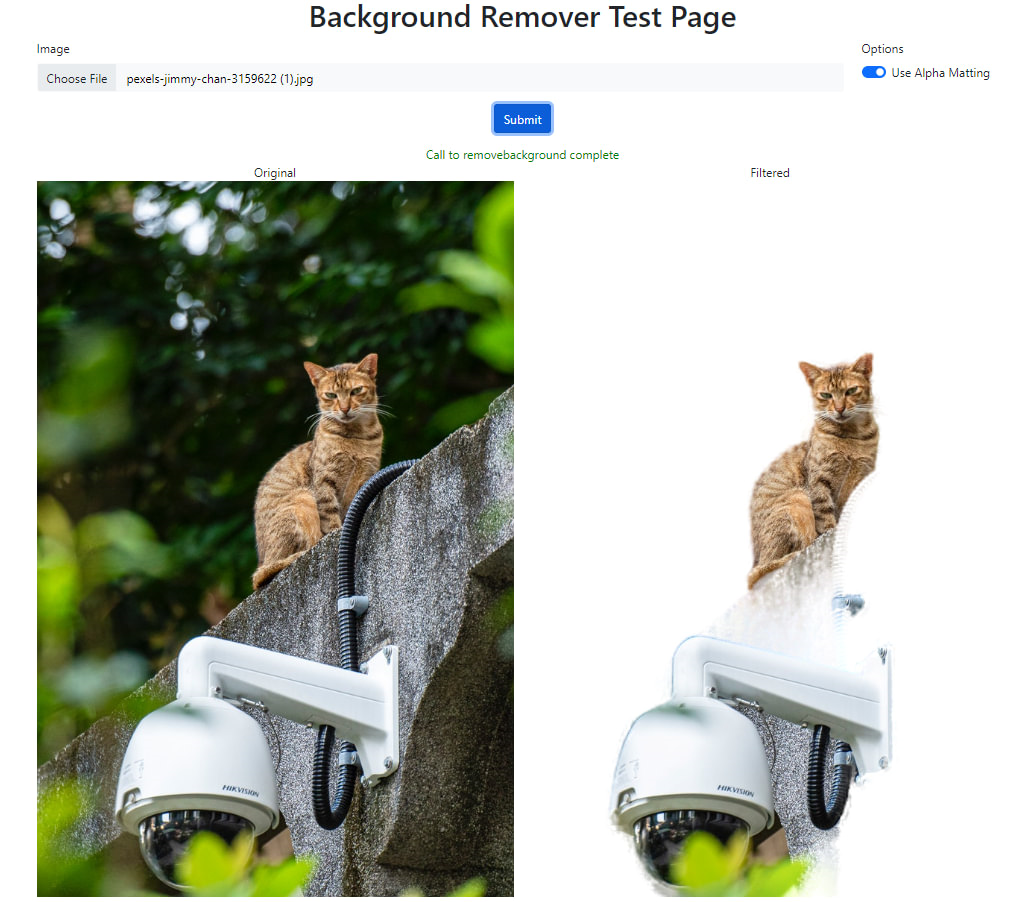 Background Remover Test Page
Image
Options
Choose File pexels-jimmy-chan-3159622 (1).jpg
Use Alpha Matting
Submit
Call to removebackground complete
Original
Filtered
HIKVISION
HIKVISION